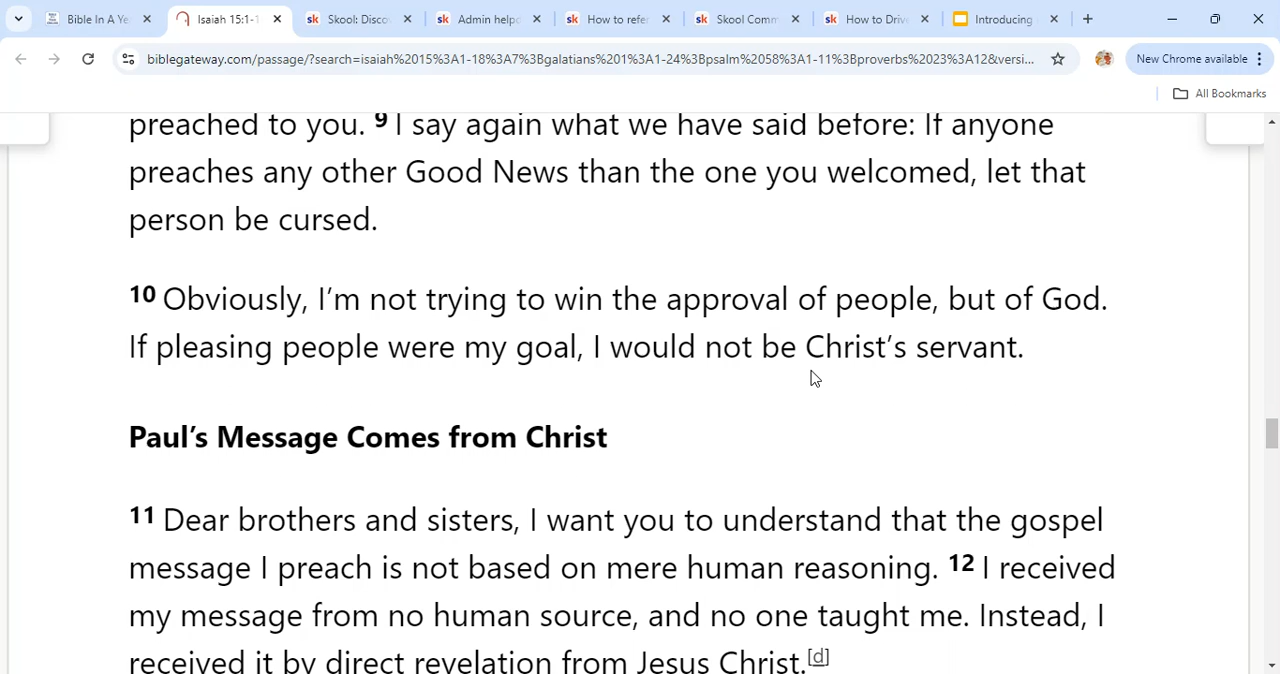 Bible In A Ye
Isaiah 15:1-1
Skool: Disco
Admin help
How to refer
Skool Comm
How to Drive
Introducing
biblegateway.com/passage/?search=isaiah%2015%3A1-18%3A7%3Bgalatians%201%3A1-24%3Bpsalm%2058%3A1-11%3Bproverbs%2023%3A12&versi...
New Chrome available
All Bookmarks
preached to you. 9 I say again what we have said before: If anyone
preaches any other Good News than the one you welcomed, let that
person be cursed.
10 Obviously, I’m not trying to win the approval of people, but of God.
If pleasing people were my goal, I would not be Christ’s servant.
Paul’s Message Comes from Christ
11 Dear brothers and sisters, I want you to understand that the gospel
message I preach is not based on mere human reasoning. 12 I received
my message from no human source, and no one taught me. Instead, I
received it by direct revelation from Jesus Christ.[d]